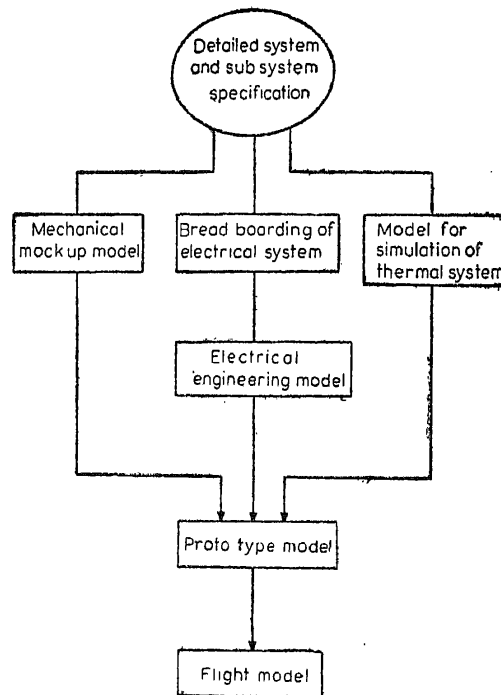 Detailed system
and sub system
specification
Mechanical
mock up model
Bread boarding of
electrical system
Model for
simulation of
thermal system
Electrical
engineering model
Proto type model
Flight model